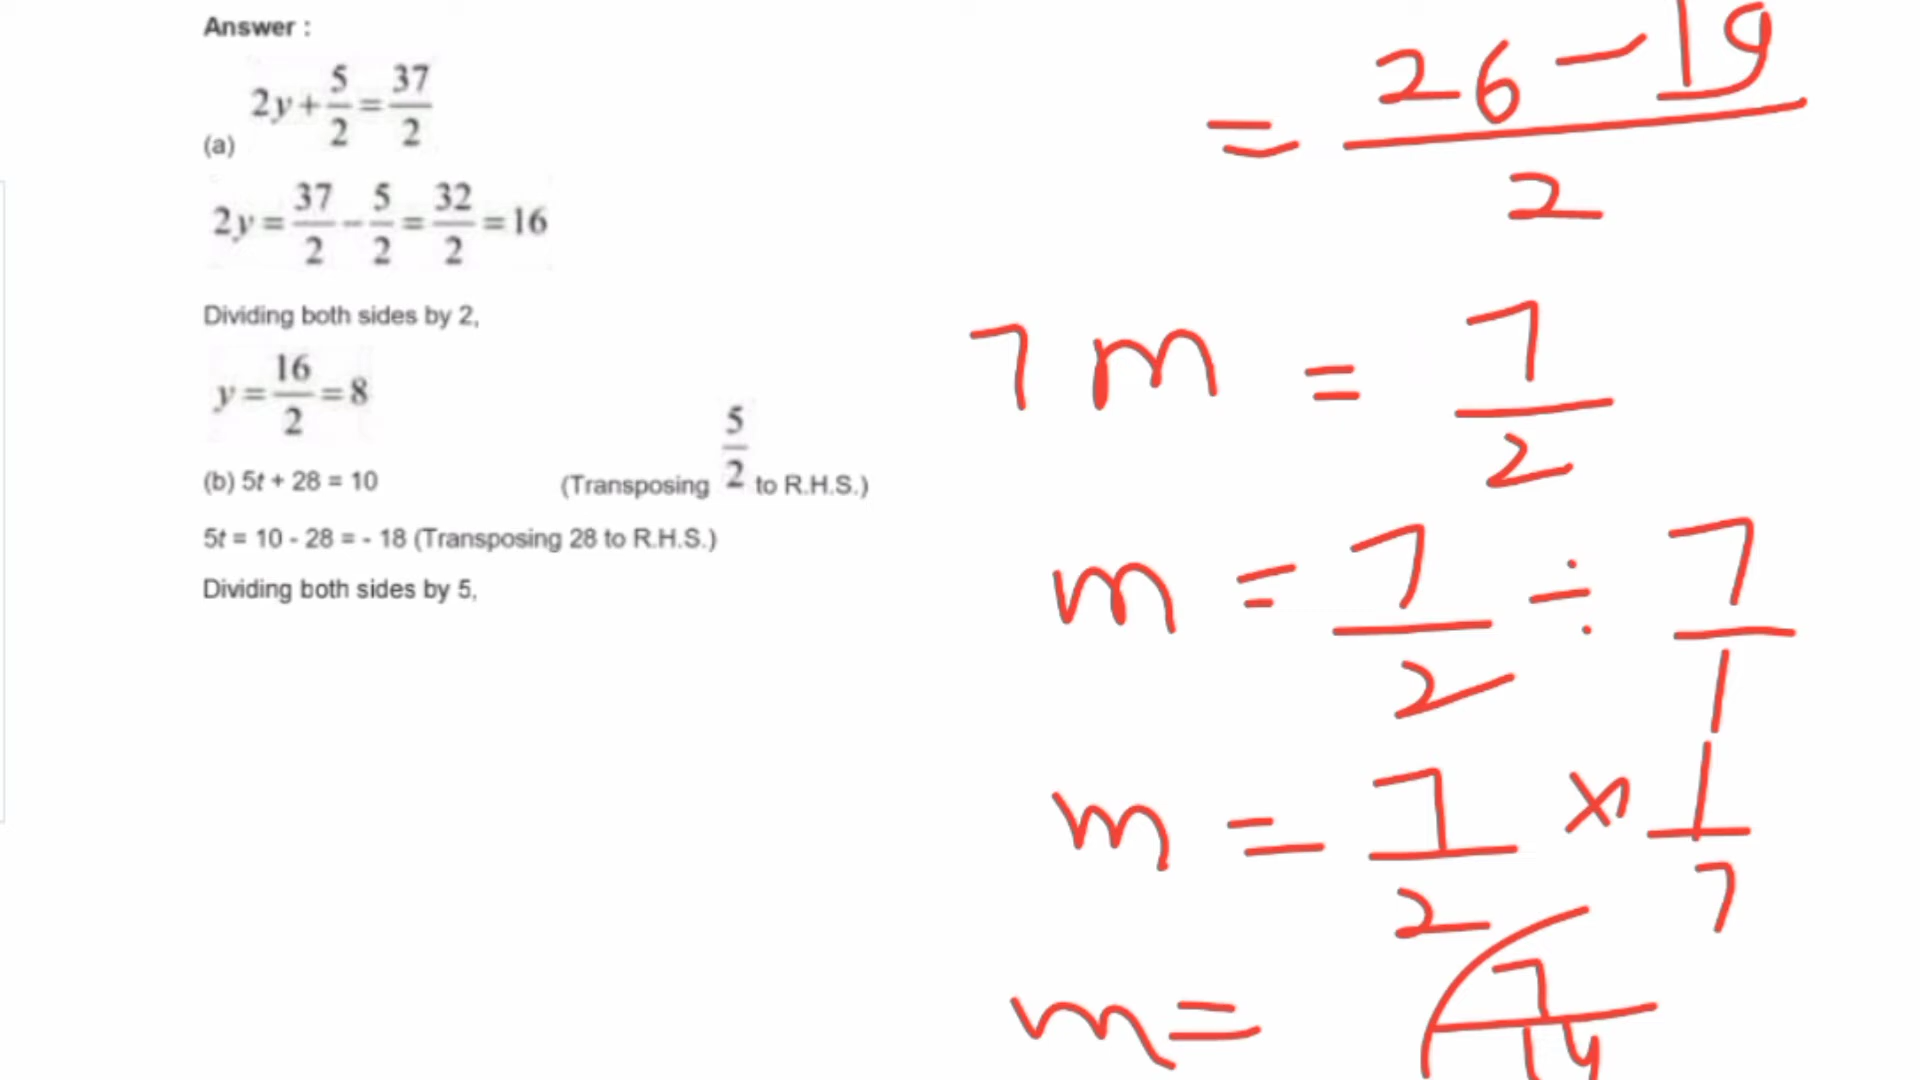 Answer :
(a) 2y + 5/2 = 37/2
2y = 37/2 − 5/2 = 32/2 = 16
Dividing both sides by 2,
y = 16/2 = 8
(b) 5t + 28 = 10 (Transposing 5/2 to R.H.S.)
5t = 10 - 28 = - 18 (Transposing 28 to R.H.S.)
Dividing both sides by 5,
= 26 − 19 / 2
7m = 7/2
m = 7/2 ÷ 7/1
m = 7/2 × 1/7
m = 7/14